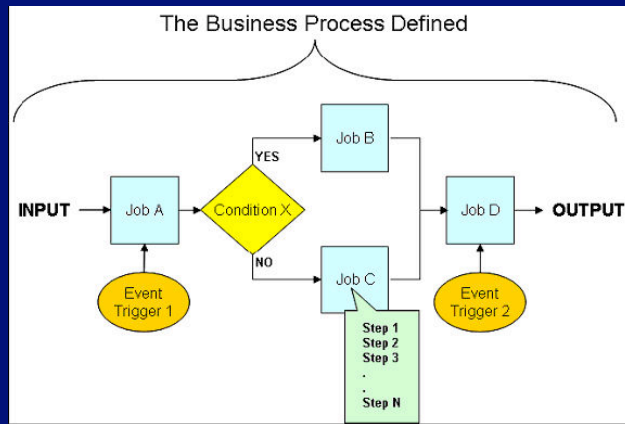 The Business Process Defined
Job B
YES
INPUT
Job A
Condition X
Job D
OUTPUT
NO
Job C
Event
Trigger 1
Event
Trigger 2
Step 1
Step 2
Step 3
.
.
Step N